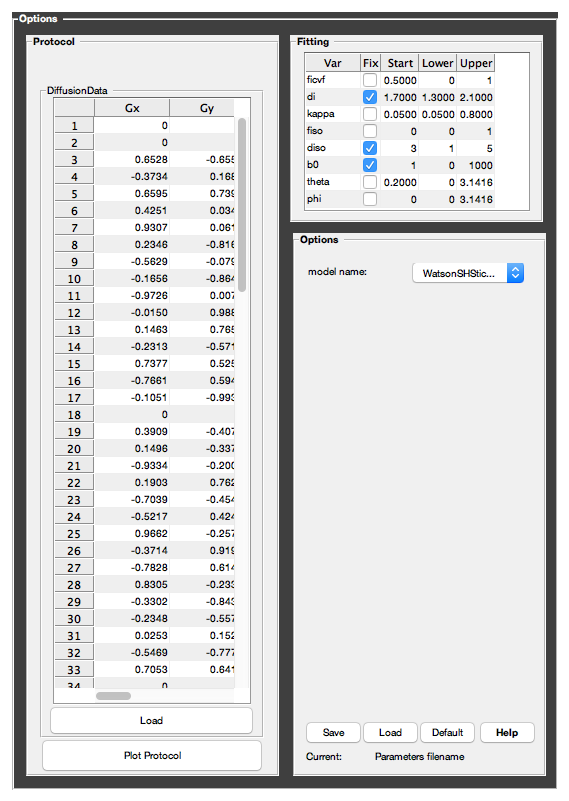 Options
Protocol
DiffusionData
Gx Gy
1 0
2 0
3 0.6528 -0.655
4 -0.3734 0.168
5 0.6595 0.739
6 0.4251 0.034
7 0.9307 0.061
8 0.2346 -0.816
9 -0.5629 -0.079
10 -0.1656 -0.864
11 -0.9726 0.007
12 -0.0150 0.988
13 0.1463 0.765
14 -0.2313 -0.571
15 0.7377 0.525
16 -0.7661 0.594
17 -0.1051 -0.993
18 0
19 0.3909 -0.407
20 0.1496 -0.337
21 -0.9334 -0.200
22 0.1903 0.762
23 -0.7039 -0.454
24 -0.5217 0.424
25 0.9662 -0.257
26 -0.3714 0.919
27 -0.7828 0.614
28 0.8305 -0.233
29 -0.3302 -0.843
30 -0.2348 -0.557
31 0.0253 0.152
32 -0.5469 -0.777
33 0.7053 0.641
34 0
Load
Plot Protocol
Fitting
Var Fix Start Lower Upper
ficvf 0.5000 0 1
di 1.7000 1.3000 2.1000
kappa 0.0500 0.0500 0.8000
fiso 0 0 1
diso 3 1 5
b0 1 0 1000
theta 0.2000 0 3.1416
phi 0 0 3.1416
Options
model name: WatsonSHStic...
Save Load Default Help
Current: Parameters filename